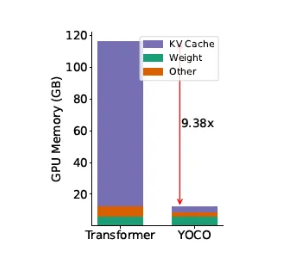 120
100
80
60
40
20
GPU Memory (GB)
KV Cache
Weight
Other
9.38x
Transformer
YOCO